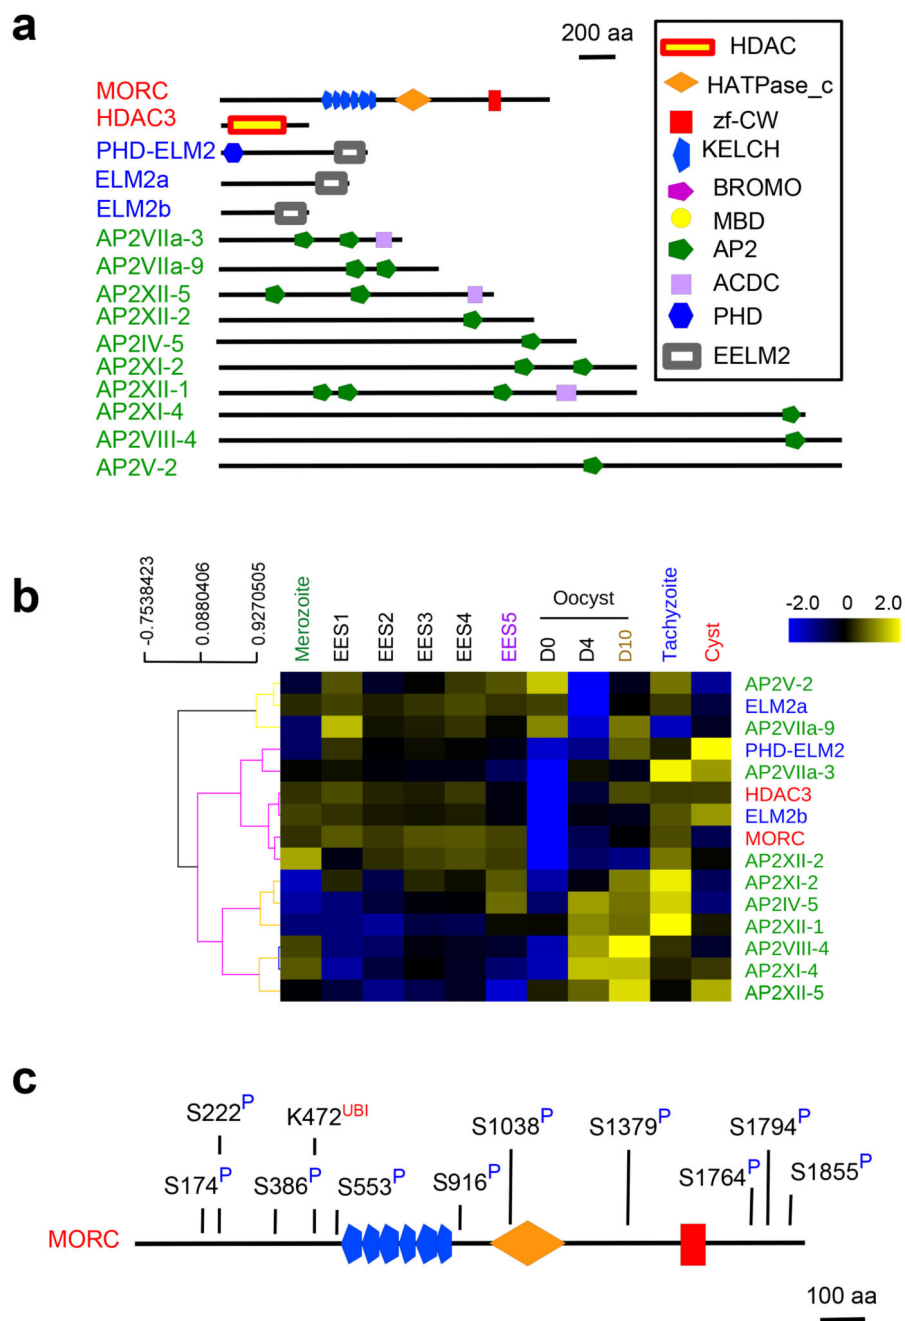 a
200 aa
MORC
HDAC3
PHD-ELM2
ELM2a
ELM2b
AP2VIIa-3
AP2VIIa-9
AP2XII-5
AP2XII-2
AP2IV-5
AP2XI-2
AP2XII-1
AP2XI-4
AP2VIII-4
AP2V-2
HDAC
HATPase_c
zf-CW
KELCH
BROMO
MBD
AP2
ACDC
PHD
EELM2
b
-0.7538423
0.0880406
0.9270505
Merozoite
EES1
EES2
EES3
EES4
EES5
Oocyst
D0
D4
D10
Tachyzoite
Cyst
-2.0 0 2.0
AP2V-2
ELM2a
AP2VIIa-9
PHD-ELM2
AP2VIIa-3
HDAC3
ELM2b
MORC
AP2XII-2
AP2XI-2
AP2IV-5
AP2XII-1
AP2VIII-4
AP2XI-4
AP2XII-5
c
S222P K472UBI S1038P S1379P S1794P
S174P S386P S553P S916P S1764P S1855P
MORC
100 aa